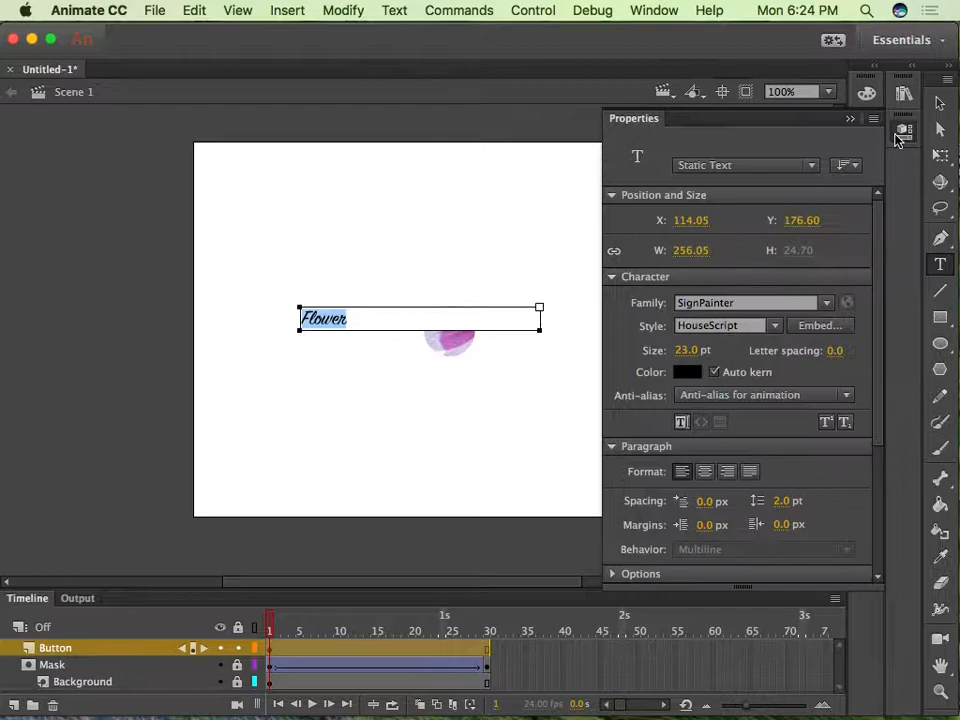 Animate CC File Edit View Insert Modify Text Commands Control Debug Window Help Mon 6:24 PM
An Essentials
× Untitled-1*
Scene 1 100%
Properties
T Static Text
Position and Size
X: 114.05 Y: 176.60
W: 256.05 H: 24.70
Character
Family: SignPainter
Style: HouseScript Embed...
Size: 23.0 pt Letter spacing: 0.0
Color: Auto kern
Anti-alias: Anti-alias for animation
Flower
Paragraph
Format:
Spacing: 0.0 px 2.0 pt
Margins: 0.0 px 0.0 px
Behavior: Multiline
Options
Timeline Output
Off 1s 2s 3s
1 5 10 15 20 25 30 35 40 45 50 55 60 65 70 7
Button
Mask
Background
1 24.00 fps 0.0 s